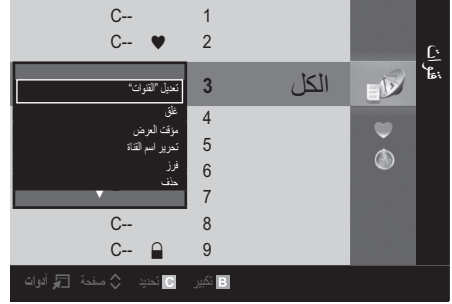 قنوات
1 C--
2 ♥ C--
3 الكل
4
5
6
7
8 C--
9 C--
تعديل "القنوات"
غلق
مؤقت العرض
تحرير اسم القناة
فرز
حذف
B تكبير C تحديد صفحة أدوات